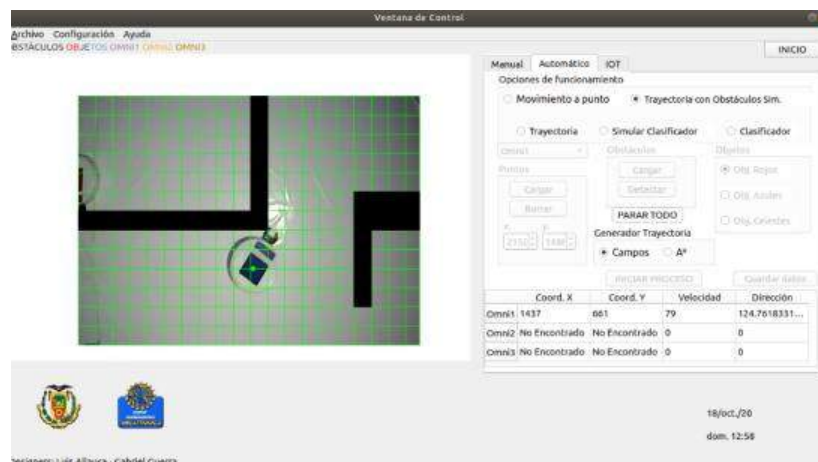 Ventana de Control
Archivo Configuración Ayuda
BSTÁCULOS OBJETOS OMNI1 OMNI2 OMNI3
INICIO
Manual Automático IOT
Opciones de funcionamiento
Movimiento a punto Trayectoria con Obstáculos Sim.
Trayectoria Simular Clasificador Clasificador
Omni1 Obstáculos Objetos
Puntos Cargar Obj. Rojos
Cargar Detectar Obj. Azules
Borrar PARAR TODO Obj. Celestes
X Y Generador Trayectoria
Campos A*
INICIAR PROCESO Guardar datos
Coord. X Coord. Y Velocidad Dirección
Omni1 1437 661 79 124.7618331...
Omni2 No Encontrado No Encontrado 0 0
Omni3 No Encontrado No Encontrado 0 0
18/oct./20
dom. 12:58